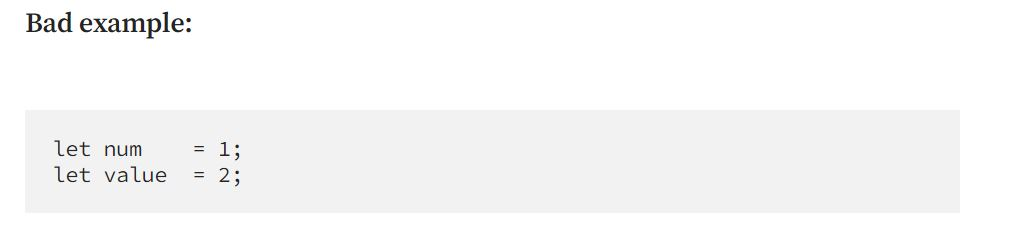 Bad example:
let num    = 1;
let value  = 2;